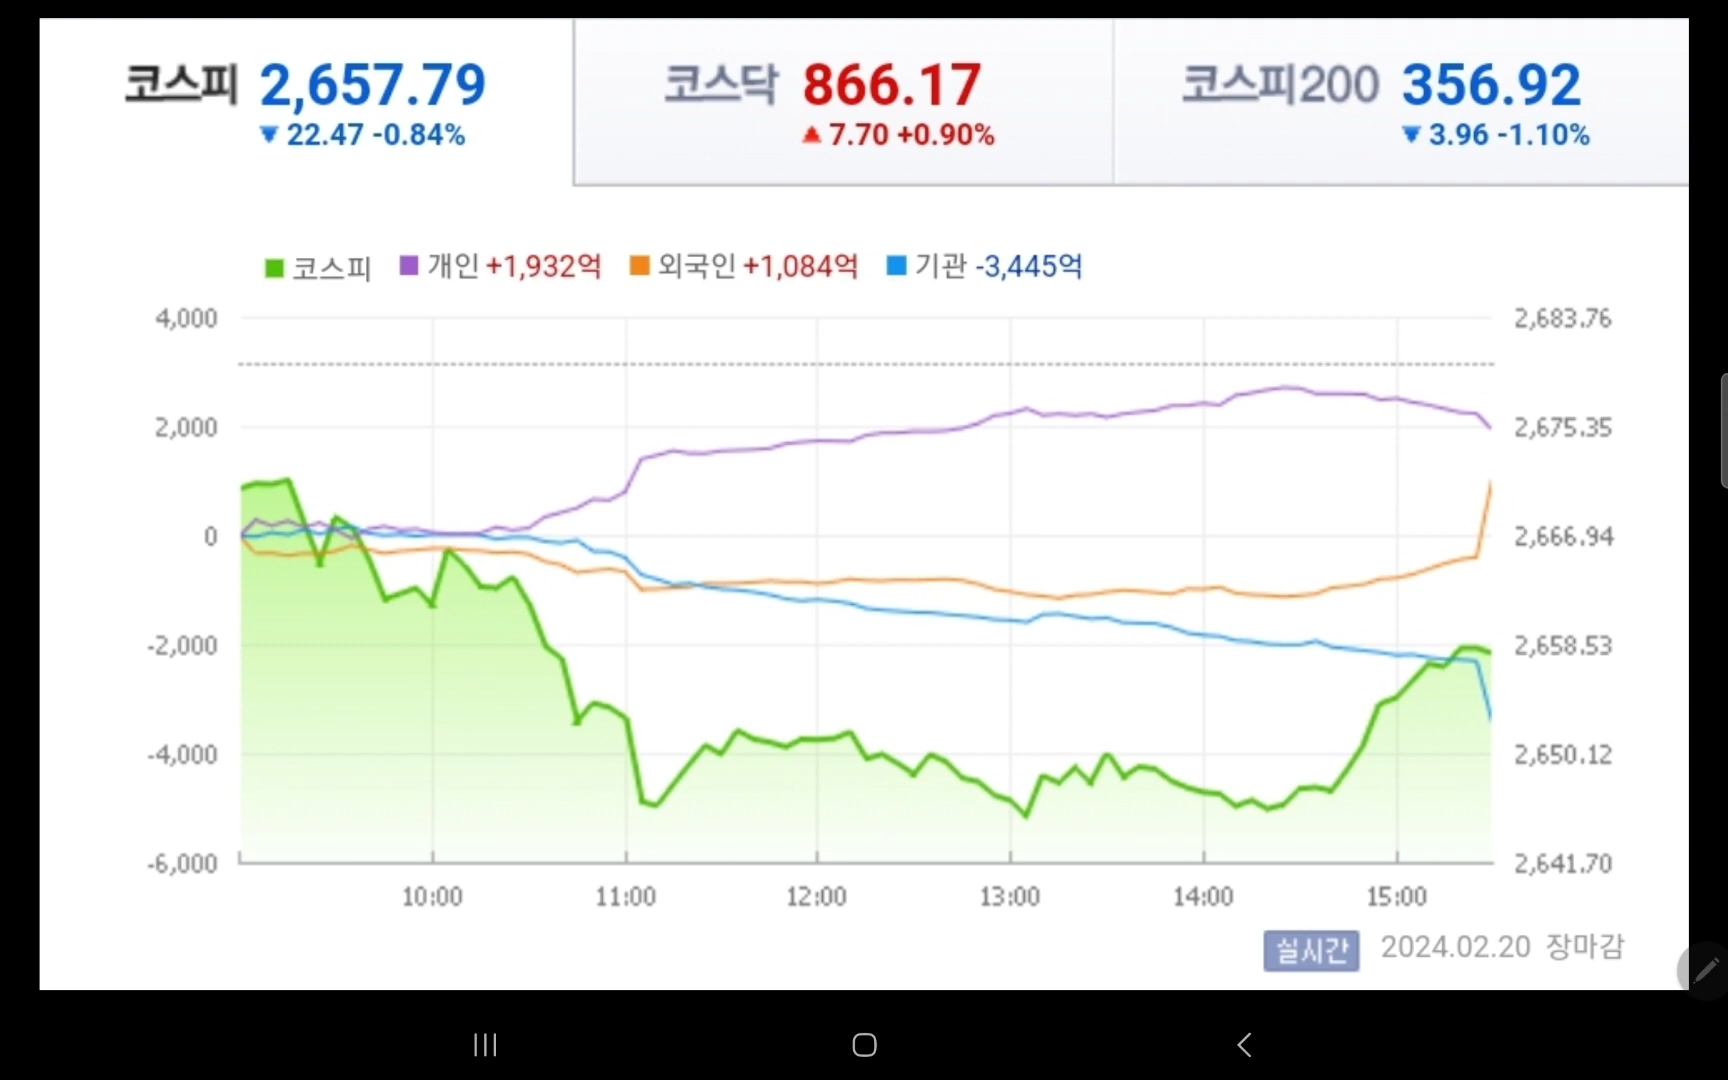 코스피 2,657.79 코스닥 866.17 코스피200 356.92
▼ 22.47 -0.84% ▲ 7.70 +0.90% ▼ 3.96 -1.10%
코스피 개인 +1,932억 외국인 +1,084억 기관 -3,445억
4,000 2,683.76
2,000 2,675.35
0 2,666.94
-2,000 2,658.53
-4,000 2,650.12
-6,000 2,641.70
10:00 11:00 12:00 13:00 14:00 15:00
실시간 2024.02.20 장마감